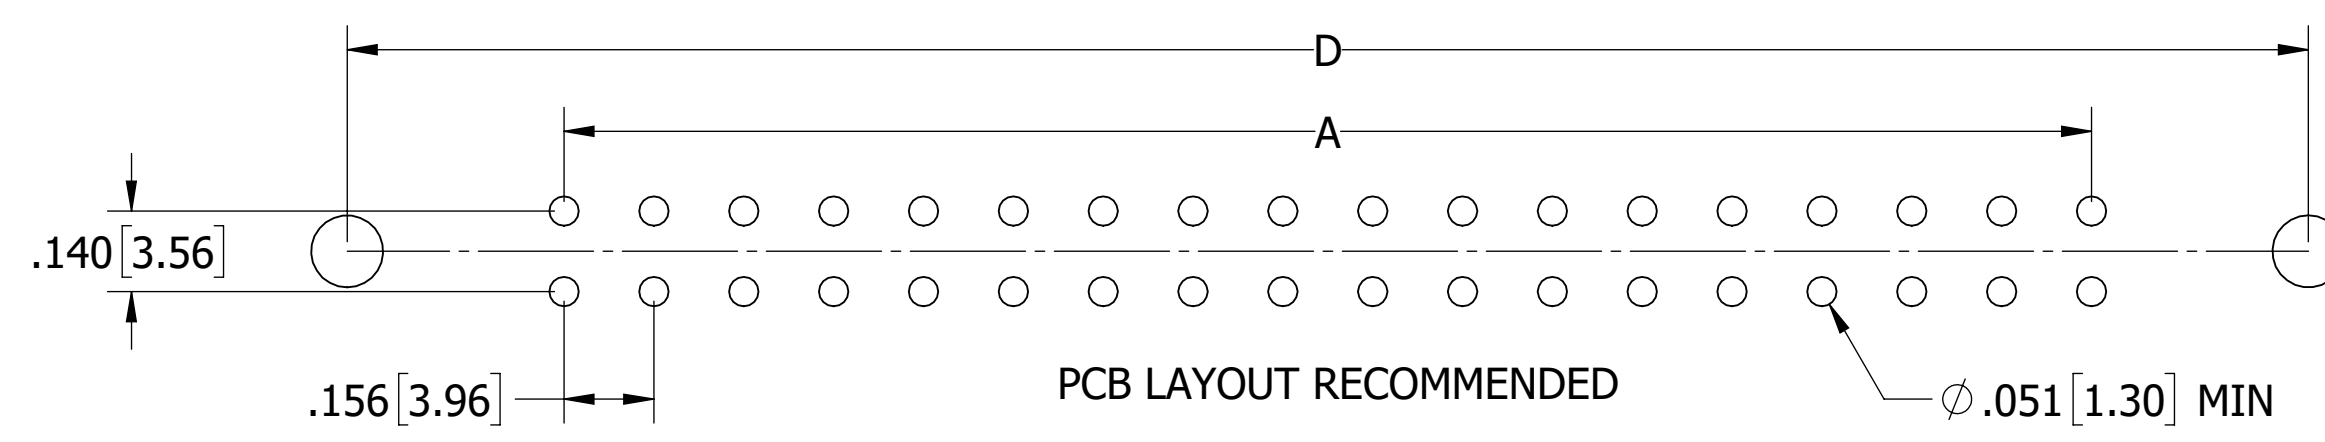 D
A
.140[3.56]
.156[3.96]
PCB LAYOUT RECOMMENDED
∅.051[1.30] MIN